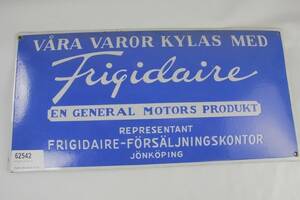 VÅRA VAROR KYLAS MED
Frigidaire
EN GENERAL MOTORS PRODUKT
REPRESENTANT
FRIGIDAIRE-FÖRSÄLJNINGSKONTOR
JÖNKÖPING
62542